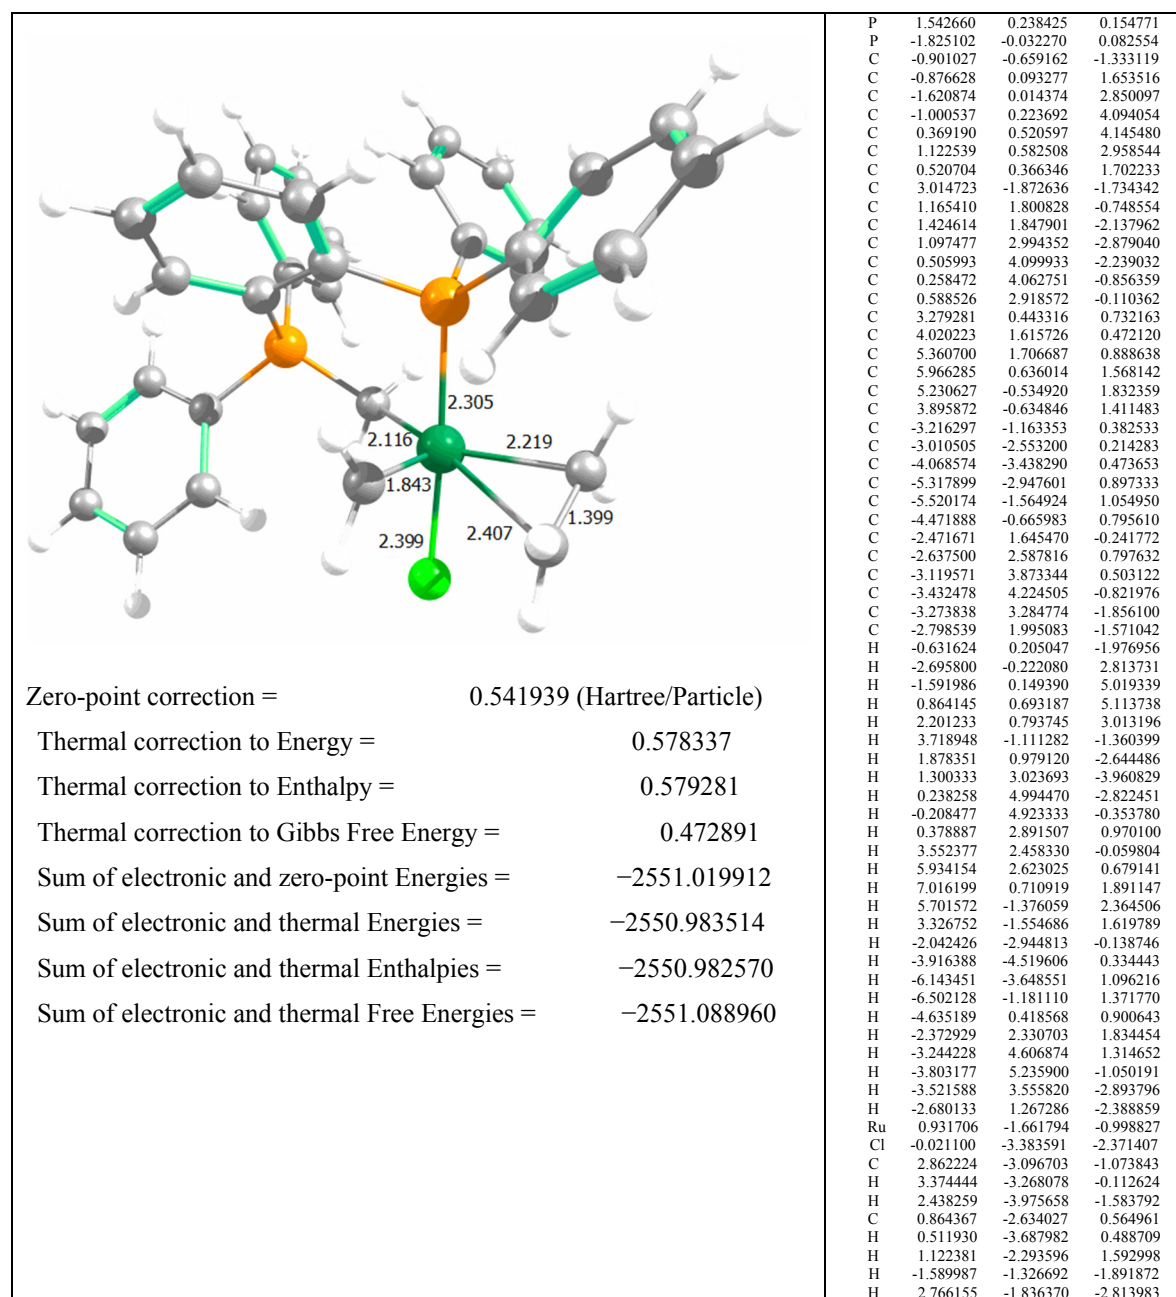 2.305
2.116
2.219
1.843
1.399
2.399
2.407
Zero-point correction = 0.541939 (Hartree/Particle)
Thermal correction to Energy = 0.578337
Thermal correction to Enthalpy = 0.579281
Thermal correction to Gibbs Free Energy = 0.472891
Sum of electronic and zero-point Energies = −2551.019912
Sum of electronic and thermal Energies = −2550.983514
Sum of electronic and thermal Enthalpies = −2550.982570
Sum of electronic and thermal Free Energies = −2551.088960
P 1.542660 0.238425 0.154771
P -1.825102 -0.032270 0.082554
C -0.901027 -0.659162 -1.333119
C -0.876628 0.093277 1.653516
C -1.620874 0.014374 2.850097
C -1.000537 0.223692 4.094054
C 0.369190 0.520597 4.145480
C 1.122539 0.582508 2.958544
C 0.520704 0.366346 1.702233
C 3.014723 -1.872636 -1.734342
C 1.165410 1.800828 -0.748554
C 1.424614 1.847901 -2.137962
C 1.097477 2.994352 -2.879040
C 0.505993 4.099933 -2.239032
C 0.258472 4.062751 -0.856359
C 0.588526 2.918572 -0.110362
C 3.279281 0.443316 0.732163
C 4.020223 1.615726 0.472120
C 5.360700 1.706687 0.888638
C 5.966285 0.636014 1.568142
C 5.230627 -0.534920 1.832359
C 3.895872 -0.634846 1.411483
C -3.216297 -1.163353 0.382533
C -3.010505 -2.553200 0.214283
C -4.068574 -3.438290 0.473653
C -5.317899 -2.947601 0.897333
C -5.520174 -1.564924 1.054950
C -4.471888 -0.665983 0.795610
C -2.471671 1.645470 -0.241772
C -2.637500 2.587816 0.797632
C -3.119571 3.873344 0.503122
C -3.432478 4.224505 -0.821976
C -3.273838 3.284774 -1.856100
C -2.798539 1.995083 -1.571042
H -0.631624 0.205047 -1.976956
H -2.695800 -0.222080 2.813731
H -1.591986 0.149390 5.019339
H 0.864145 0.693187 5.113738
H 2.201233 0.793745 3.013196
H 3.718948 -1.111282 -1.360399
H 1.878351 0.979120 -2.644486
H 1.300333 3.023693 -3.960829
H 0.238258 4.994470 -2.822451
H -0.208477 4.923333 -0.353780
H 0.378887 2.891507 0.970100
H 3.552377 2.458330 -0.059804
H 5.934154 2.623025 0.679141
H 7.016199 0.710919 1.891147
H 5.701572 -1.376059 2.364506
H 3.326752 -1.554686 1.619789
H -2.042426 -2.944813 -0.138746
H -3.916388 -4.519606 0.334443
H -6.143451 -3.648551 1.096216
H -6.502128 -1.181110 1.371770
H -4.635189 0.418568 0.900643
H -2.372929 2.330703 1.834454
H -3.244228 4.606874 1.314652
H -3.803177 5.235900 -1.050191
H -3.521588 3.555820 -2.893796
H -2.680133 1.267286 -2.388859
Ru 0.931706 -1.661794 -0.998827
Cl -0.021100 -3.383591 -2.371407
C 2.862224 -3.096703 -1.073843
H 3.374444 -3.268078 -0.112624
H 2.438259 -3.975658 -1.583792
C 0.864367 -2.634027 0.564961
H 0.511930 -3.687982 0.488709
H 1.122381 -2.293596 1.592998
H -1.589987 -1.326692 -1.891872
H 2.766155 -1.836370 -2.813983